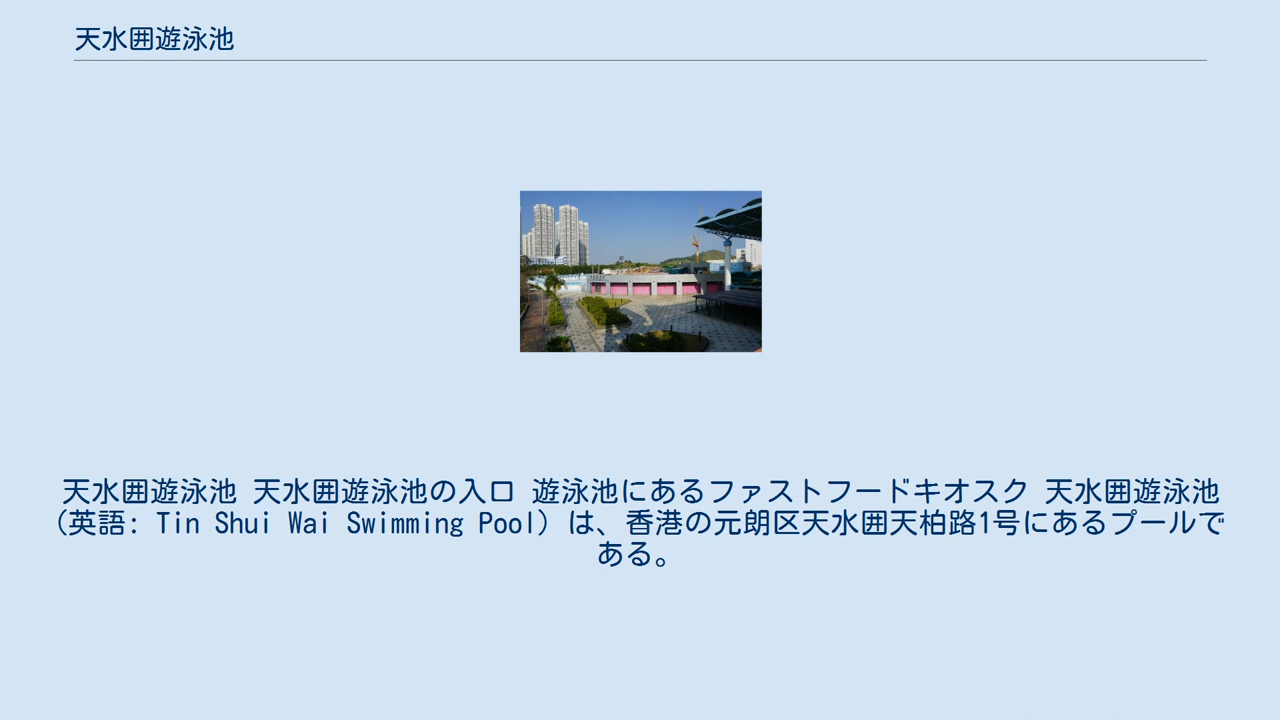 天水囲遊泳池
天水囲遊泳池 天水囲遊泳池の入口 遊泳池にあるファストフードキオスク 天水囲遊泳池
(英語: Tin Shui Wai Swimming Pool) は、香港の元朗区天水囲天柏路1号にあるプールで
ある。